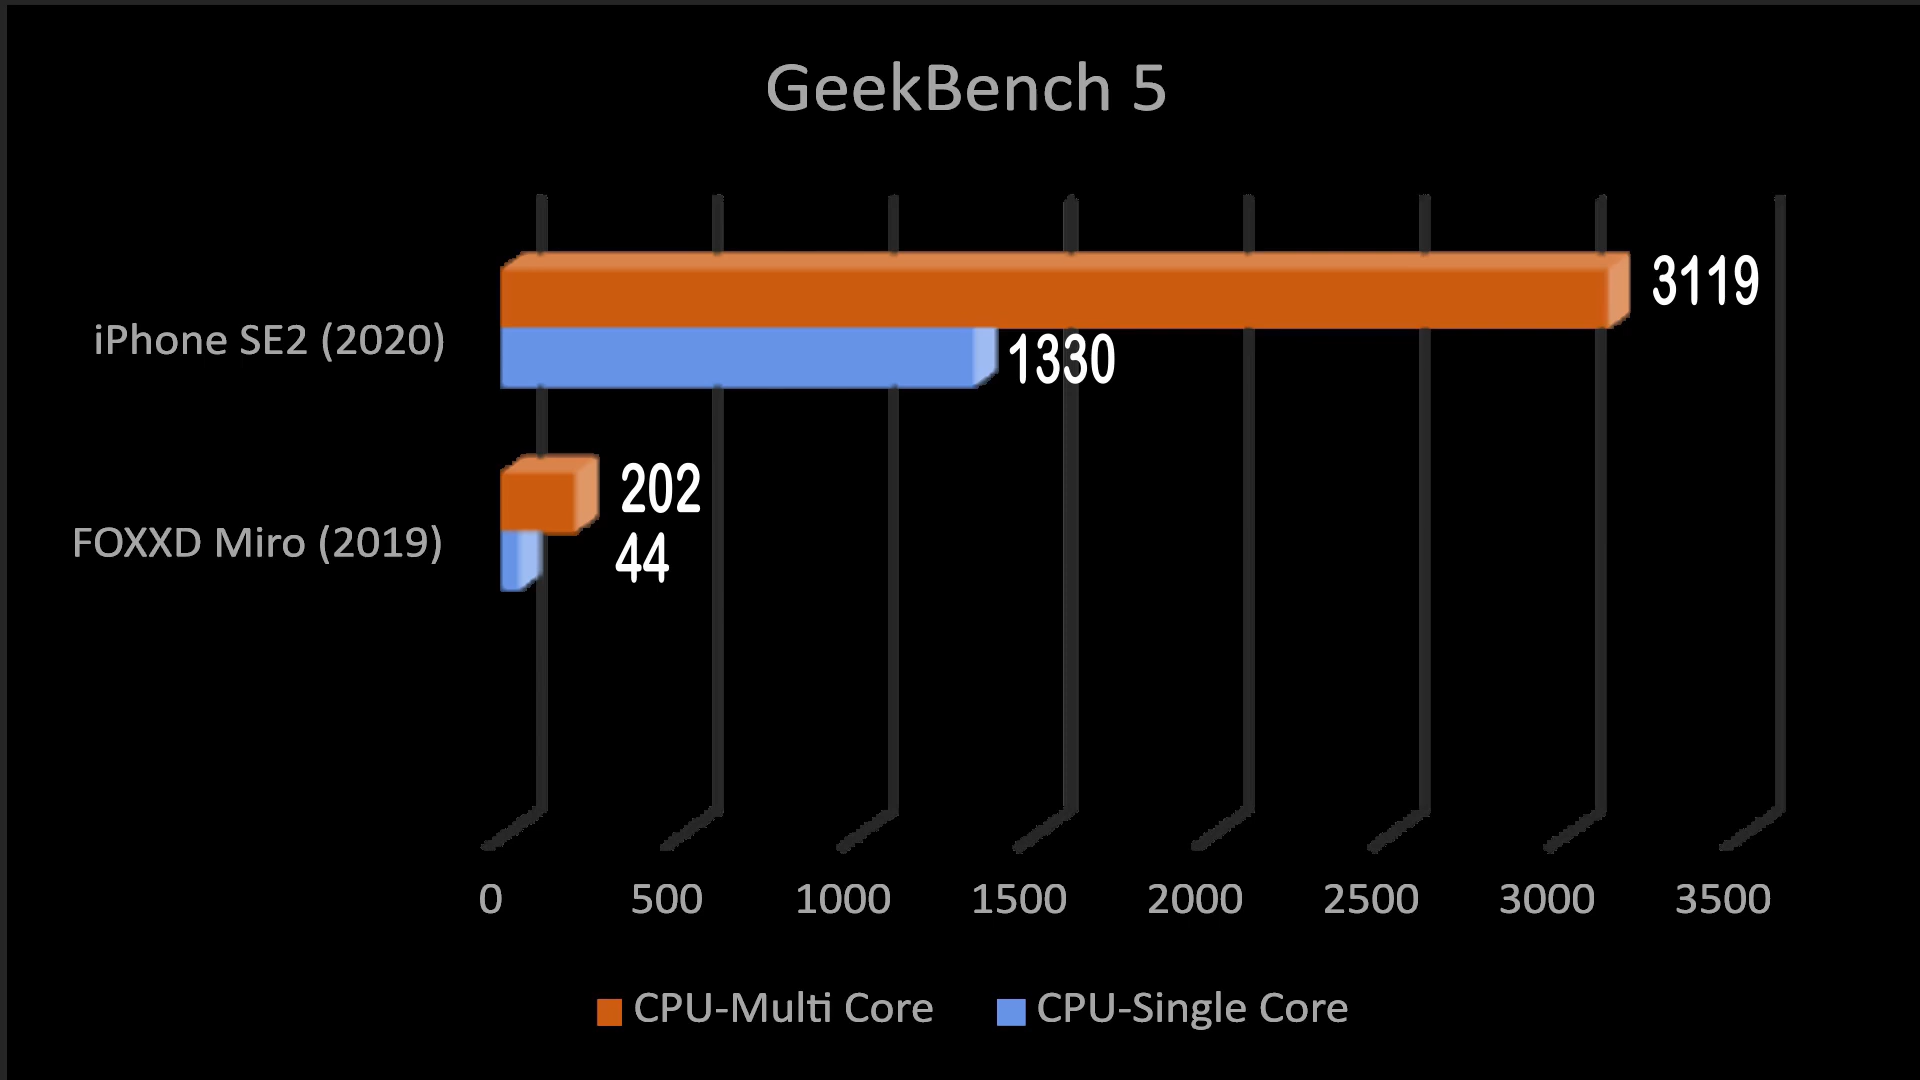 GeekBench 5
3119
iPhone SE2 (2020)
1330
202
FOXXD Miro (2019)
44
0 500 1000 1500 2000 2500 3000 3500
CPU-Multi Core CPU-Single Core